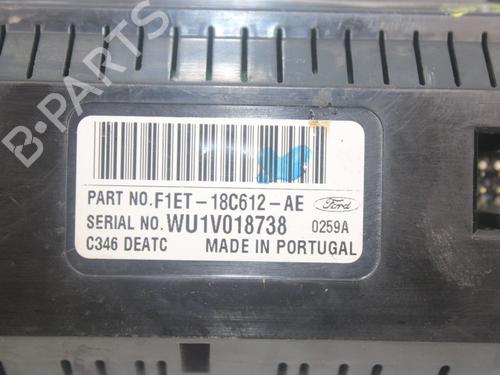 B-PARTS
PART NO. F1ET-18C612-AE Ford
SERIAL NO. WU1V018738 0259A
C346 DEATC MADE IN PORTUGAL